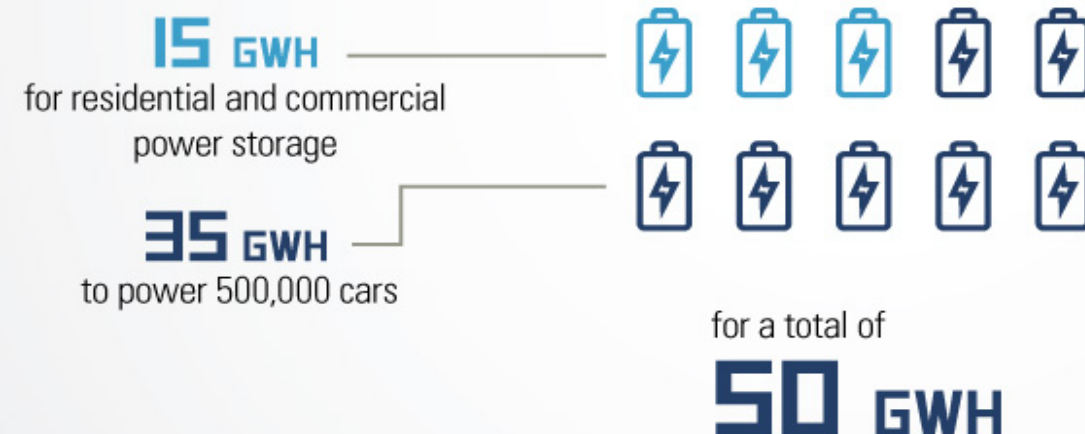 15 GWH
for residential and commercial
power storage
35 GWH
to power 500,000 cars
for a total of
50 GWH